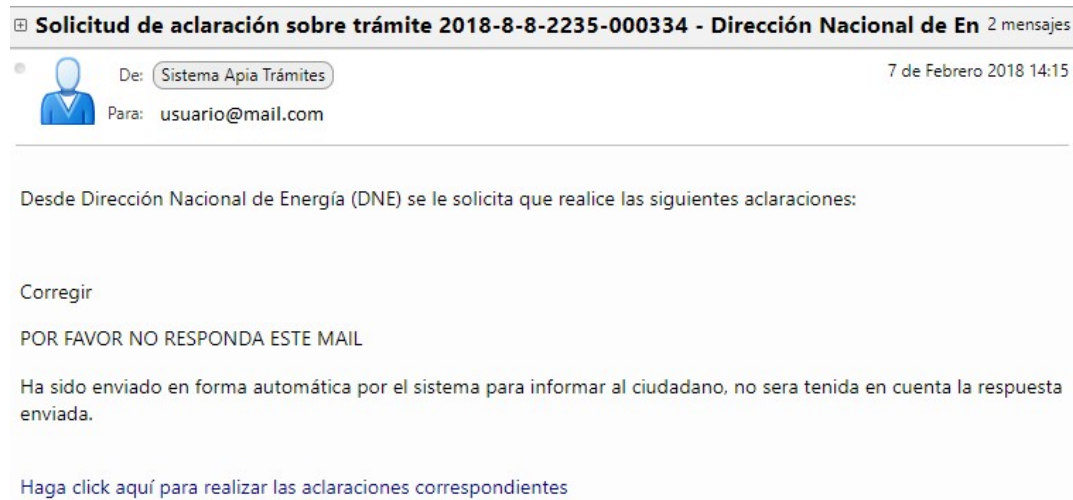 Solicitud de aclaración sobre trámite 2018-8-8-2235-000334 - Dirección Nacional de En 2 mensajes
De: Sistema Apia Trámites 7 de Febrero 2018 14:15
Para: usuario@mail.com
Desde Dirección Nacional de Energía (DNE) se le solicita que realice las siguientes aclaraciones:
Corregir
POR FAVOR NO RESPONDA ESTE MAIL
Ha sido enviado en forma automática por el sistema para informar al ciudadano, no sera tenida en cuenta la respuesta
enviada.
Haga click aquí para realizar las aclaraciones correspondientes